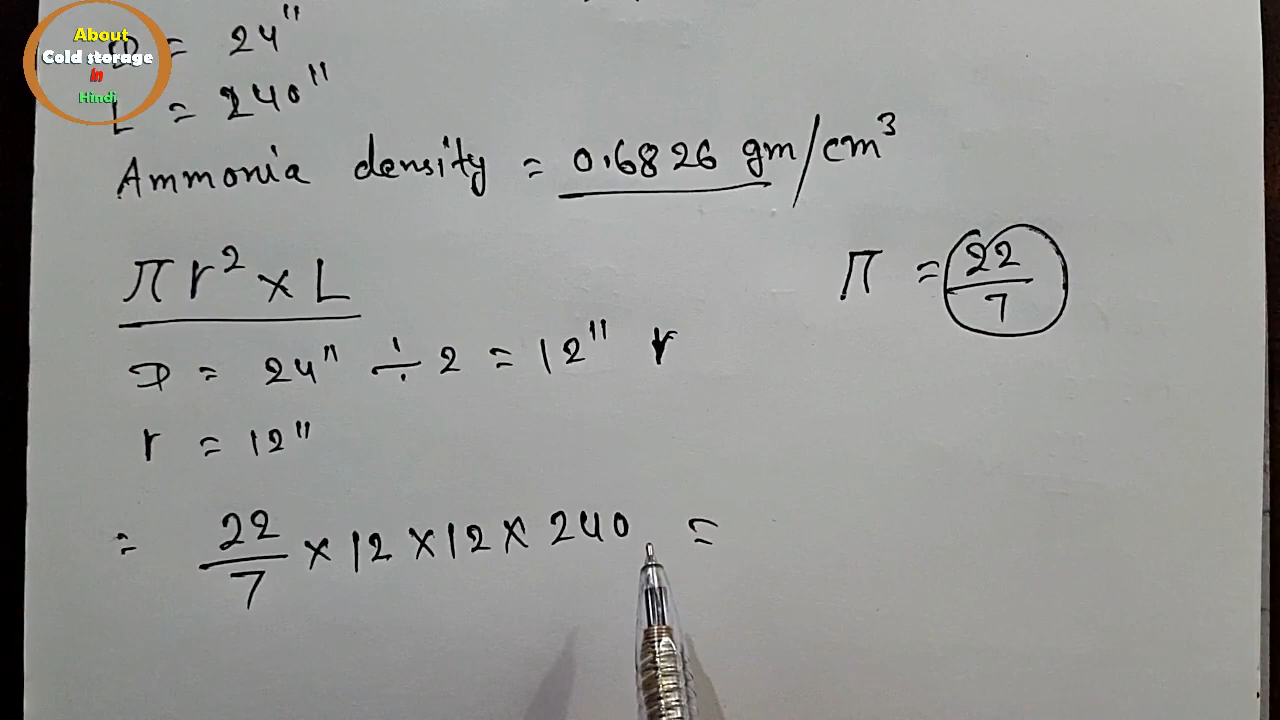 About
Cold storage
in
Hindi
D = 24"
L = 240"
Ammonia density = 0.6826 gm/cm³
π r² × L
π = 22/7
D = 24" ÷ 2 = 12" r
r = 12"
= 22/7 × 12 × 12 × 240 =